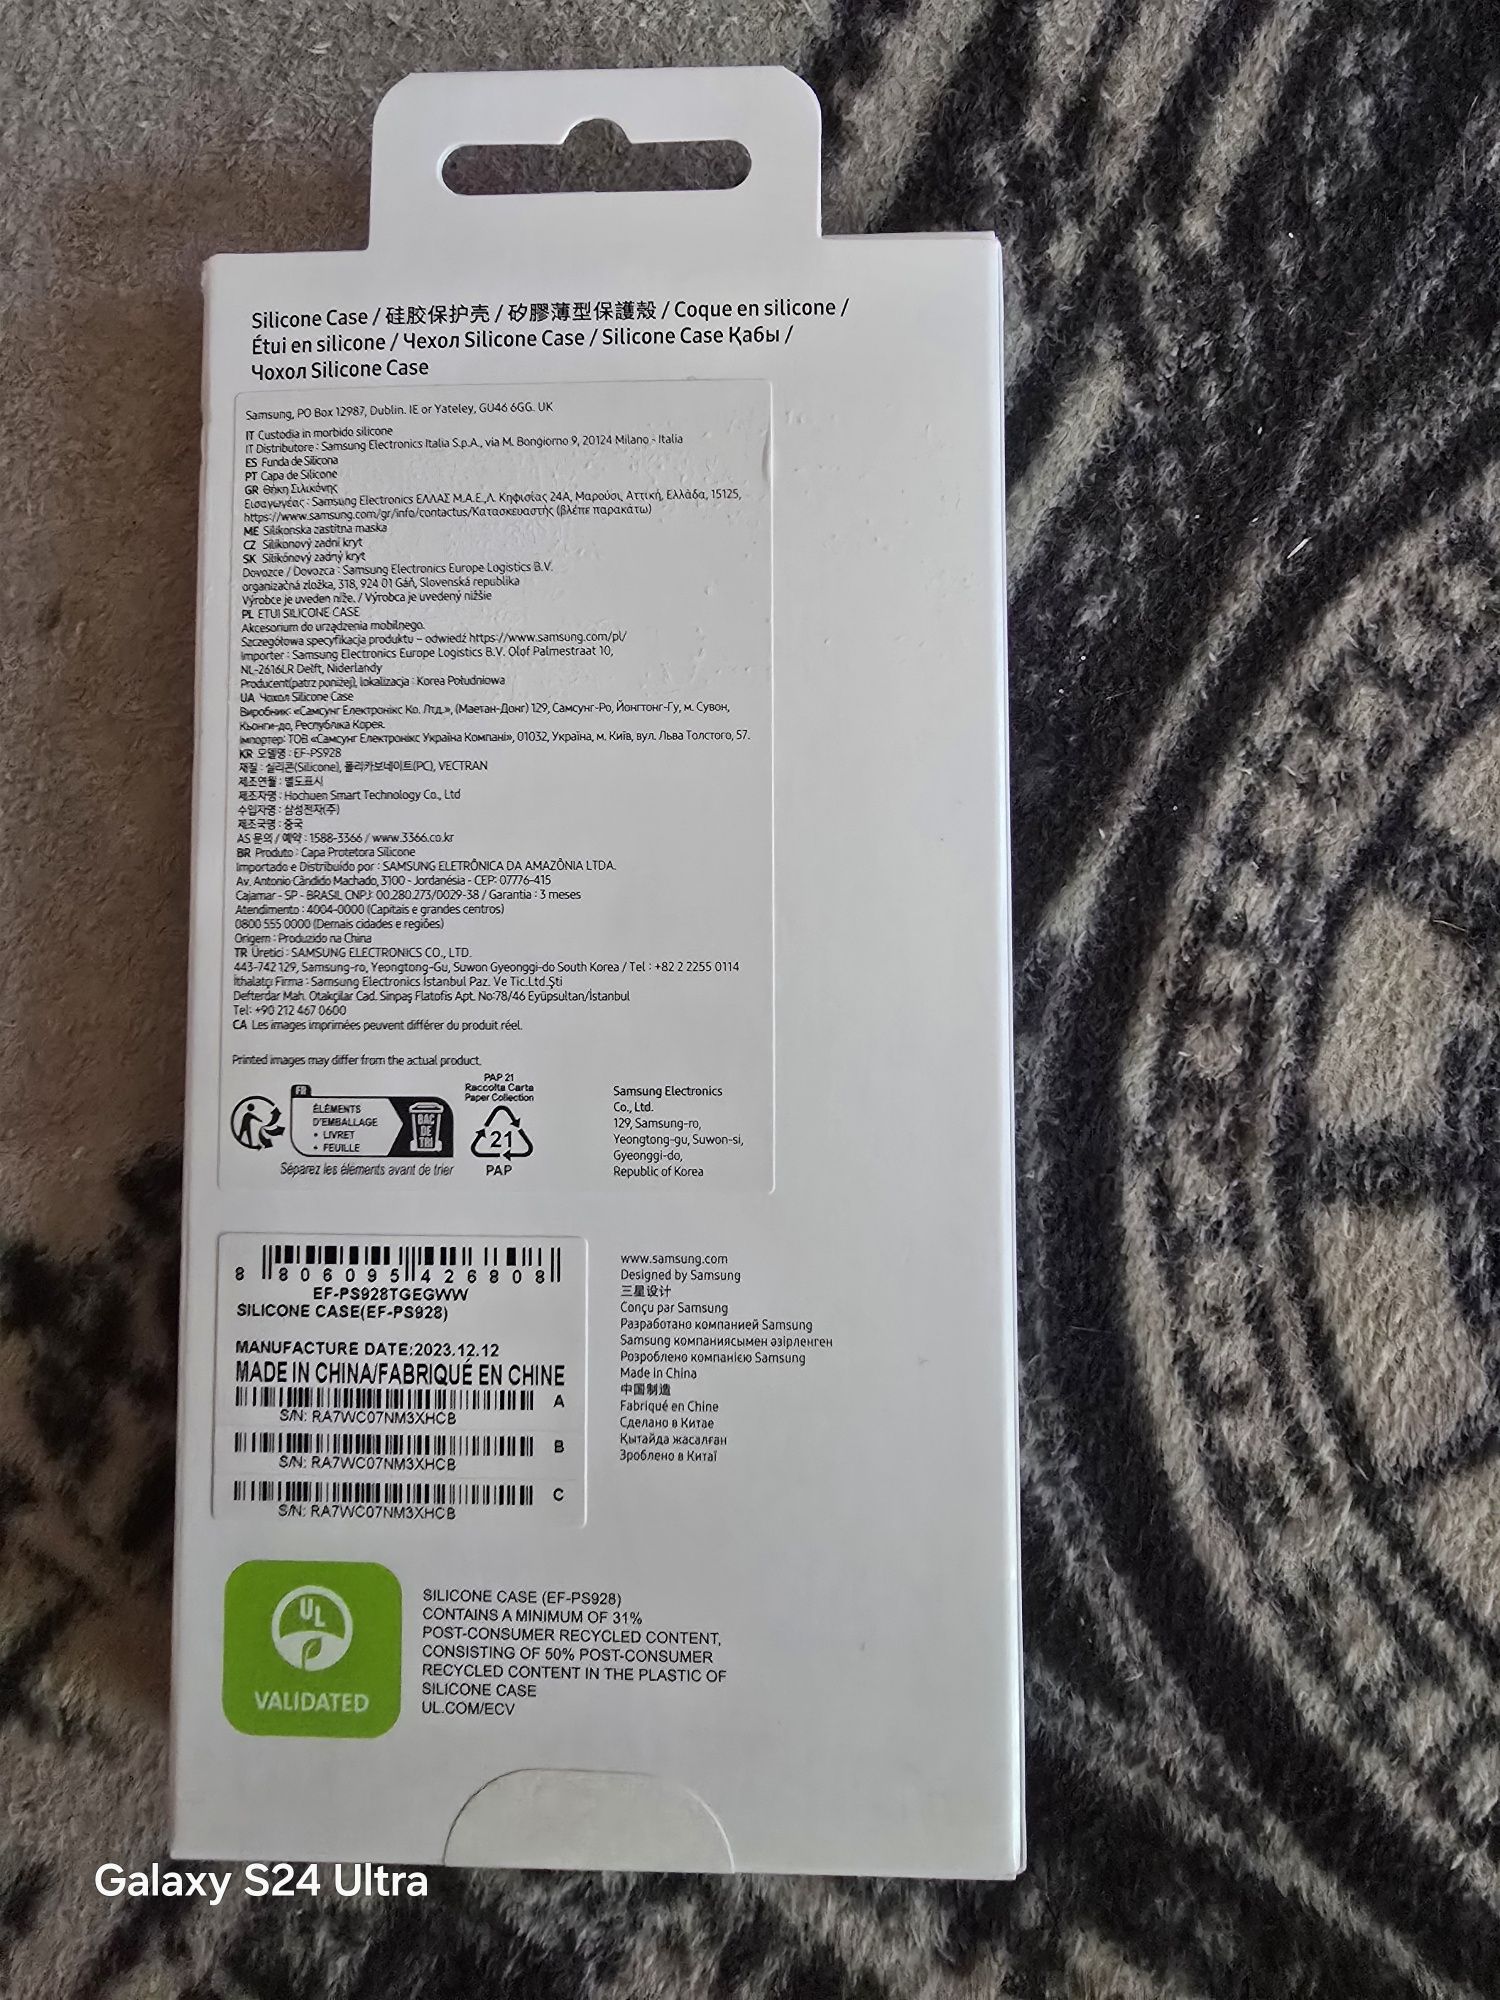 Silicone Case / 硅胶保护壳 / 矽膠薄型保護殼 / Coque en silicone /
Étui en silicone / Чехол Silicone Case / Silicone Case Қабы /
Чохол Silicone Case
Samsung, PO Box 12987, Dublin. IE or Yateley, GU46 6GG. UK
IT Custodia in morbido silicone
IT Distributore : Samsung Electronics Italia S.p.A., via M. Bongiorno 9, 20124 Milano - Italia
ES Funda de Silicona
PT Capa de Silicone
GR Θήκη Σιλικόνης
Εισαγωγέας : Samsung Electronics ΕΛΛΑΣ Μ.Α.Ε.,Λ. Κηφισίας 24Α, Μαρούσι, Αττική, Ελλάδα, 15125,
https://www.samsung.com/gr/info/contactus/Κατασκευαστής (βλέπε παρακάτω)
ME Silikonska zastitna maska
CZ Silikonový zadní kryt
SK Silikónový zadný kryt
Dovozce / Dovozca : Samsung Electronics Europe Logistics B.V.
organizačná zložka, 318, 924 01 Gáň, Slovenská republika
Výrobce je uveden níže. / Výrobca je uvedený nižšie
PL ETUI SILICONE CASE
Akcesorium do urządzenia mobilnego.
Szczegółowa specyfikacja produktu – odwiedź https://www.samsung.com/pl/
Importer : Samsung Electronics Europe Logistics B.V. Olof Palmestraat 10,
NL-2616LR Delft, Niderlandy
Producent(patrz poniżej), lokalizacja : Korea Południowa
UA Чохол Silicone Case
Виробник: «Самсунг Електронікс Ко. Лтд.», (Маетан-Донг) 129, Самсунг-Ро, Йонгтонг-Гу, м. Сувон,
Кьонги-до, Республіка Корея.
Імпортер: ТОВ «Самсунг Електронікс Україна Компані», 01032, Україна, м. Київ, вул. Льва Толстого, 57.
KR 모델명 : EF-PS928
재질 : 실리콘(Silicone), 폴리카보네이트(PC), VECTRAN
제조연월 : 별도표시
제조자명 : Hochuen Smart Technology Co., Ltd
수입자명 : 삼성전자(주)
제조국명 : 중국
AS 문의 / 예약 : 1588-3366 / www.3366.co.kr
BR Produto : Capa Protetora Silicone
Importado e Distribuído por : SAMSUNG ELETRÔNICA DA AMAZÔNIA LTDA.
Av. Antonio Cândido Machado, 3100 - Jordanésia - CEP: 07776-415
Cajamar - SP - BRASIL CNPJ: 00.280.273/0029-38 / Garantia : 3 meses
Atendimento : 4004-0000 (Capitais e grandes centros)
0800 555 0000 (Demais cidades e regiões)
Origem : Produzido na China
TR Üretici : SAMSUNG ELECTRONICS CO., LTD.
443-742 129, Samsung-ro, Yeongtong-Gu, Suwon Gyeonggi-do South Korea / Tel : +82 2 2255 0114
İthalatçı Firma : Samsung Electronics İstanbul Paz. Ve Tic.Ltd.Şti
Defterdar Mah. Otakçilar Cad. Sinpaş Flatofis Apt. No:78/46 Eyüpsultan/İstanbul
Tel: +90 212 467 0600
CA Les images imprimées peuvent différer du produit réel.
Printed images may differ from the actual product.
FR
ÉLÉMENTS
D'EMBALLAGE
• LIVRET
• FEUILLE
BAC
DE
TRI
Séparez les éléments avant de trier
PAP 21
Raccolta Carta
Paper Collection
21
PAP
Samsung Electronics
Co., Ltd.
129, Samsung-ro,
Yeongtong-gu, Suwon-si,
Gyeonggi-do,
Republic of Korea
8 806095 426808
EF-PS928TGEGWW
SILICONE CASE(EF-PS928)
MANUFACTURE DATE:2023.12.12
MADE IN CHINA/FABRIQUÉ EN CHINE
A
S/N: RA7WC07NM3XHCB
B
S/N: RA7WC07NM3XHCB
C
S/N: RA7WC07NM3XHCB
www.samsung.com
Designed by Samsung
三星设计
Conçu par Samsung
Разработано компанией Samsung
Samsung компаниясымен әзірленген
Розроблено компанією Samsung
Made in China
中国制造
Fabriqué en Chine
Сделано в Китае
Қытайда жасалған
Зроблено в Китаї
UL
VALIDATED
SILICONE CASE (EF-PS928)
CONTAINS A MINIMUM OF 31%
POST-CONSUMER RECYCLED CONTENT,
CONSISTING OF 50% POST-CONSUMER
RECYCLED CONTENT IN THE PLASTIC OF
SILICONE CASE
UL.COM/ECV
Galaxy S24 Ultra